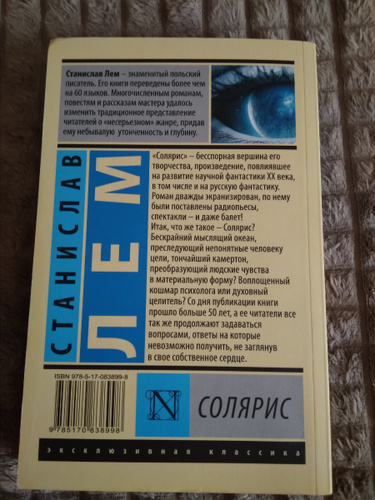 Станислав Лем – знаменитый польский
писатель. Его книги переведены более чем
на 60 языков. Многочисленным романам,
повестям и рассказам мастера удалось
изменить традиционное представление
читателей о «несерьезном» жанре, придав
ему небывалую утонченность и глубину.
СТАНИСЛАВ
ЛЕМ
«Солярис» – бесспорная вершина его
творчества, произведение, повлиявшее
на развитие научной фантастики XX века,
в том числе и на русскую фантастику.
Роман дважды экранизирован, по нему
были поставлены радиопьесы,
спектакли – и даже балет!
Итак, что же такое – Солярис?
Бескрайний мыслящий океан,
преследующий непонятные человеку
цели, тончайший камертон,
преобразующий людские чувства
в материальную форму? Воплощенный
кошмар психолога или духовный
целитель? Со дня публикации книги
прошло больше 50 лет, а ее читатели все
так же продолжают задаваться
вопросами, ответы на которые
невозможно получить, не заглянув
в свое собственное сердце.
ISBN 978-5-17-083899-8
9 785170 838998
N
СОЛЯРИС
эксклюзивная классика